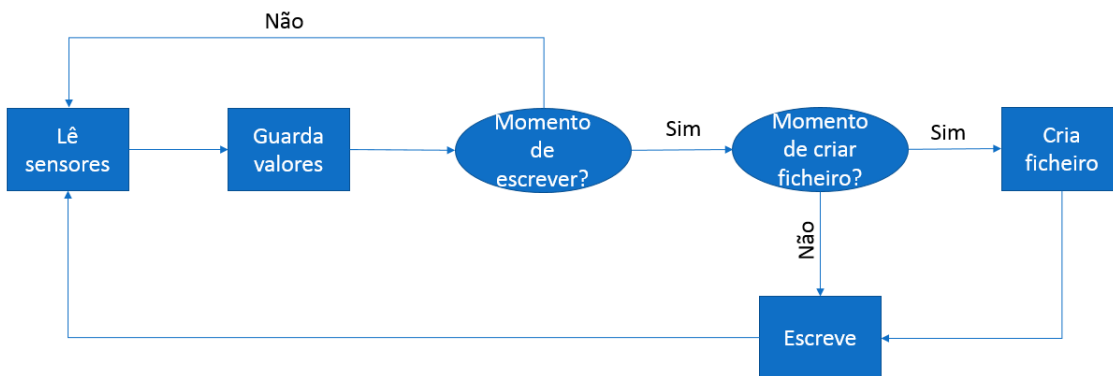 Não
Lê
sensores
Guarda
valores
Momento
de
escrever?
Sim
Momento
de criar
ficheiro?
Sim
Cria
ficheiro
Não
Escreve